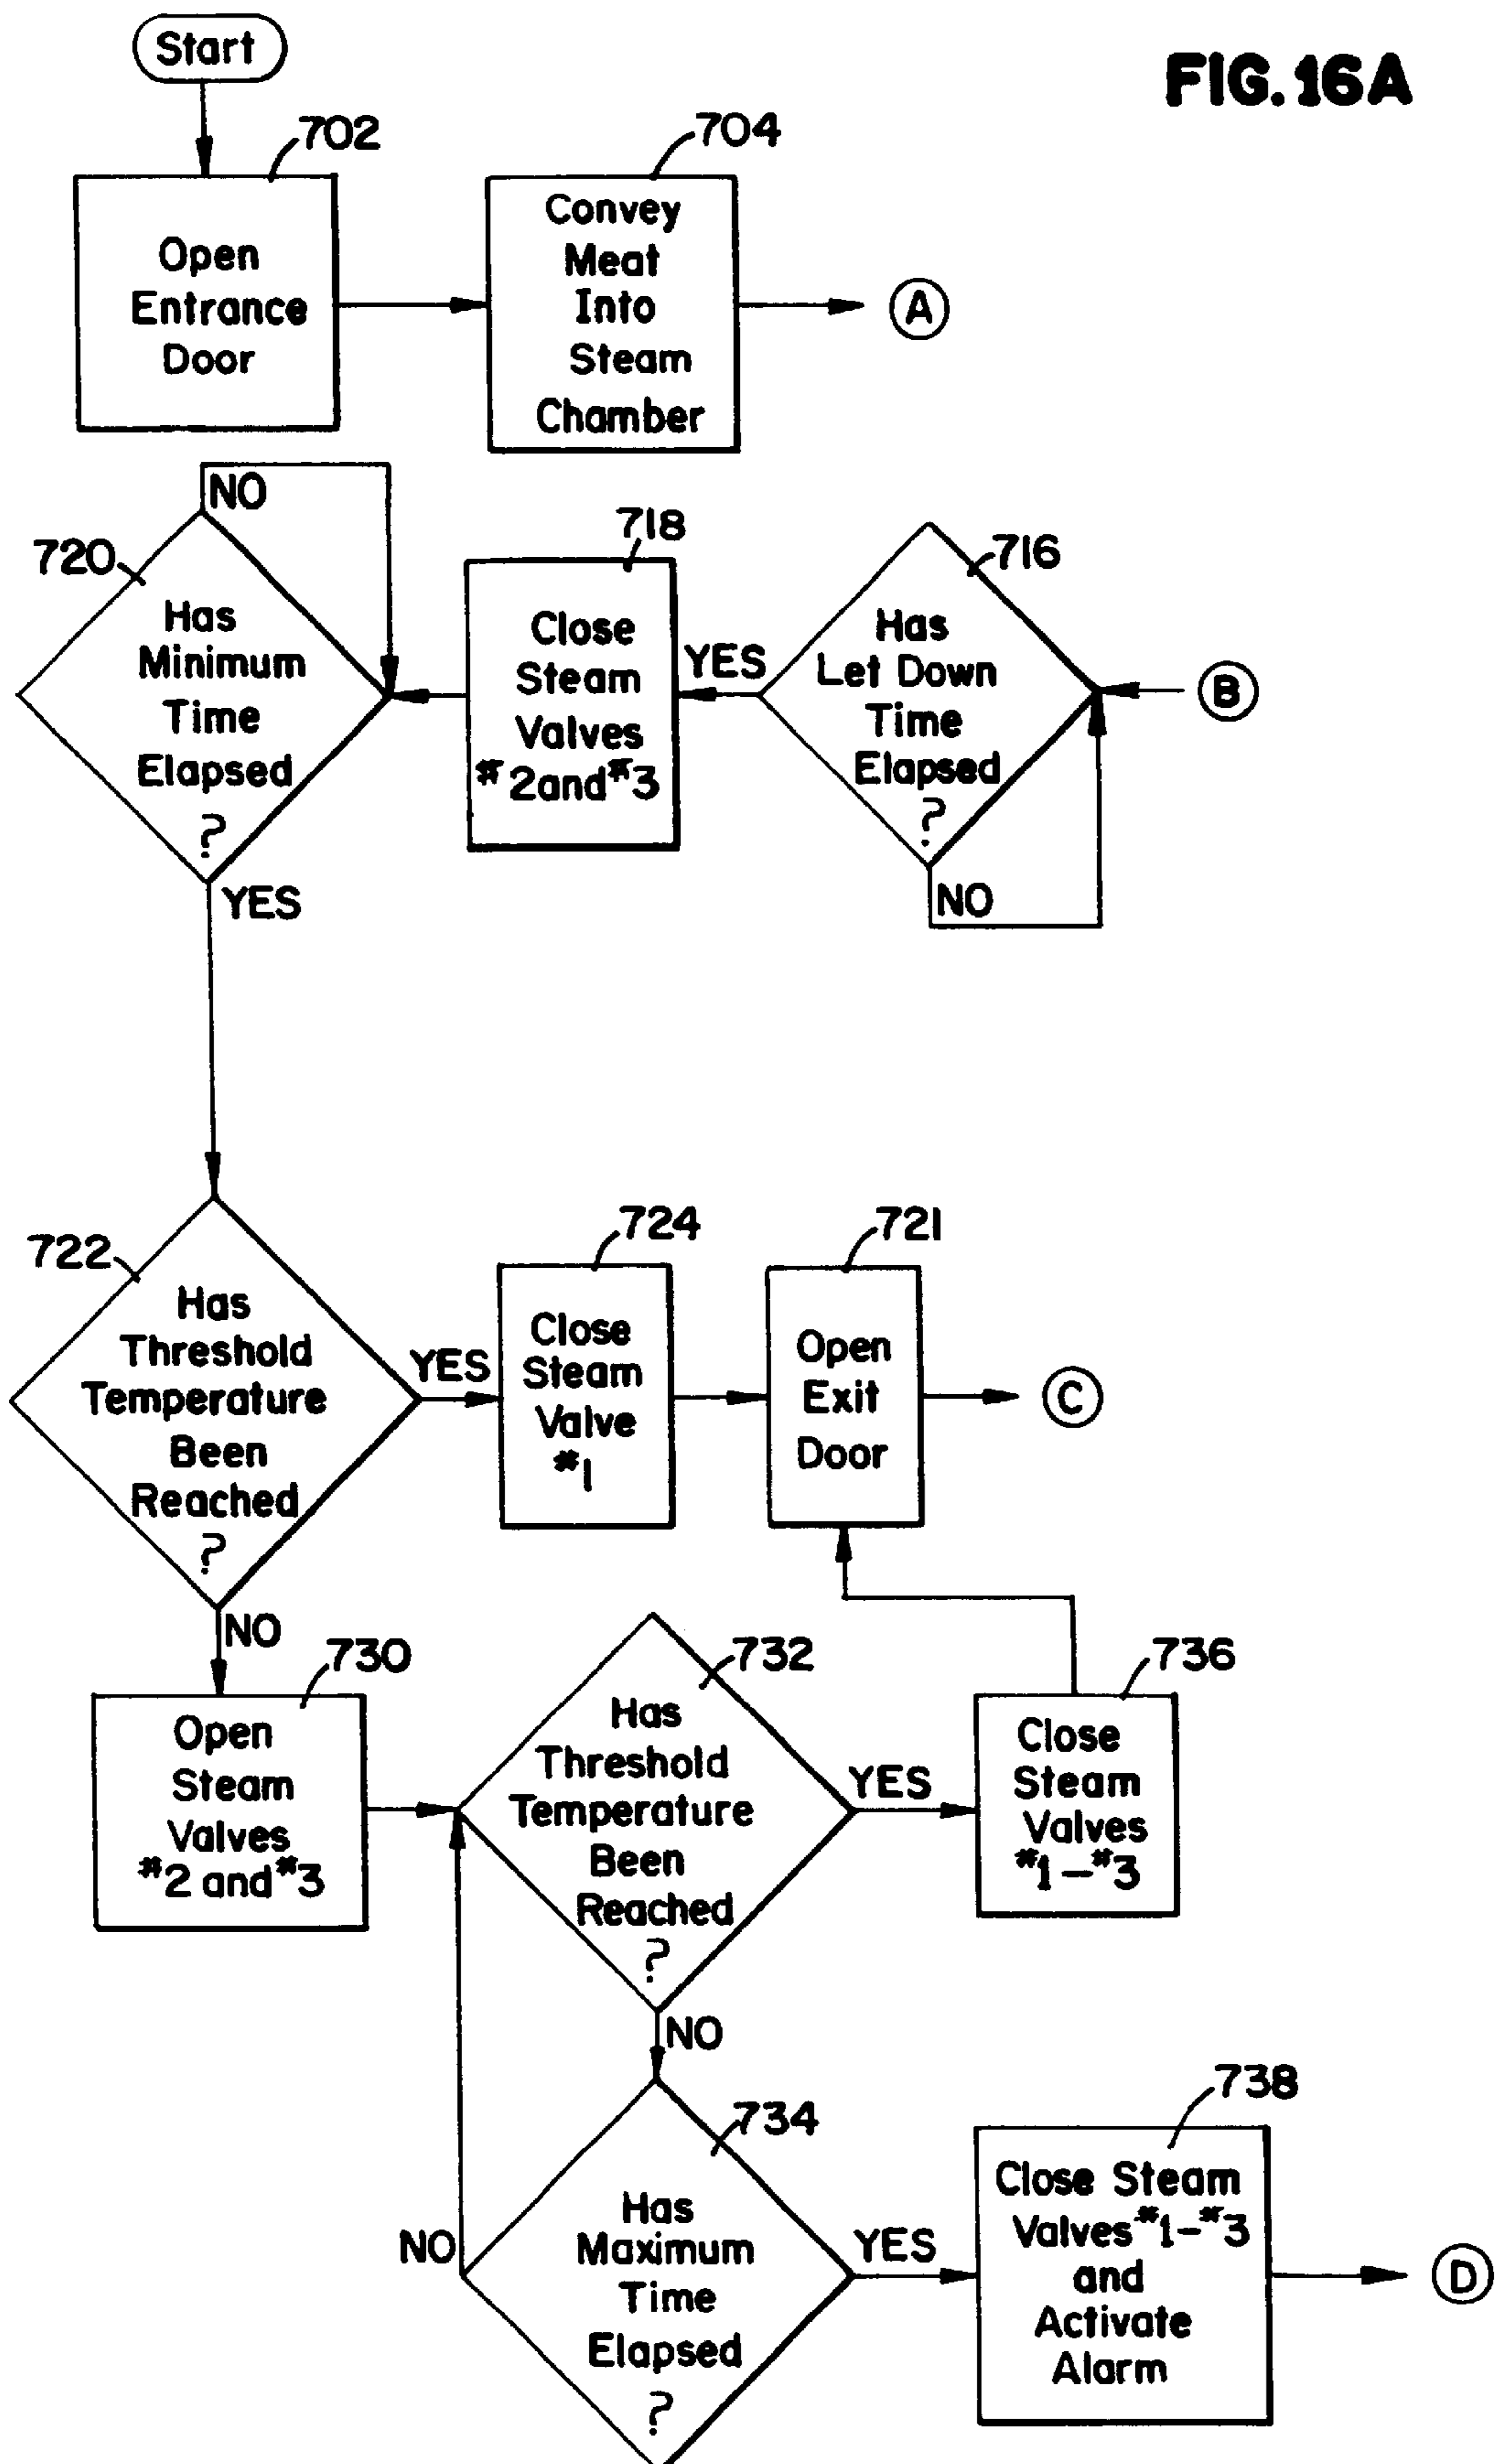 Start
FIG. 16A
702
704
Open
Entrance
Door
Convey
Meat
Into
Steam
Chamber
A
NO
720
Has
Minimum
Time
Elapsed
?
YES
718
Close
Steam
Valves
#2 and #3
YES
716
Has
Let Down
Time
Elapsed
?
NO
B
722
Has
Threshold
Temperature
Been
Reached
?
YES
NO
724
Close
Steam
Valve
#1
721
Open
Exit
Door
C
730
Open
Steam
Valves
#2 and #3
732
Has
Threshold
Temperature
Been
Reached
?
YES
NO
736
Close
Steam
Valves
#1-#3
734
Has
Maximum
Time
Elapsed
?
NO
YES
738
Close Steam
Valves #1-#3
and
Activate
Alarm
D